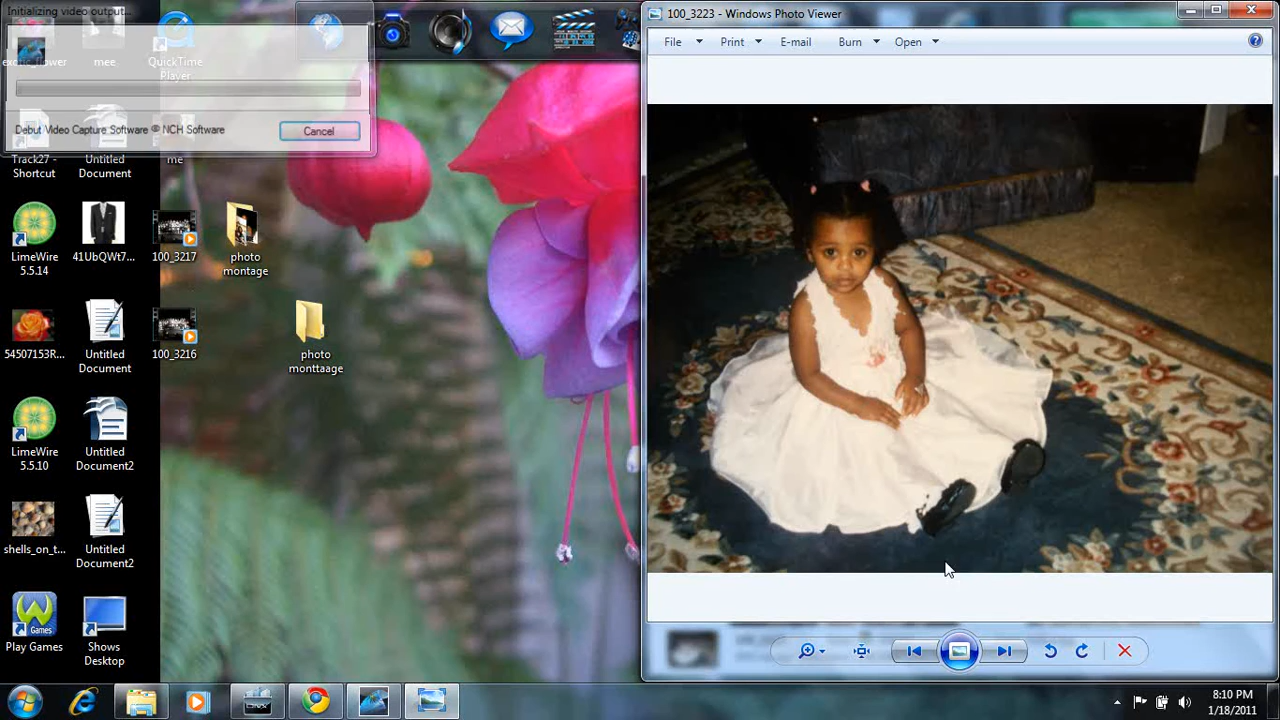 Initializing video output...
exotic_flower
mee
QuickTime
Player
Debut Video Capture Software © NCH Software
Cancel
Track27 -
Shortcut
Untitled
Document
me
LimeWire
5.5.14
41UbQWt7...
100_3217
photo
montage
54507153R...
Untitled
Document
100_3216
photo
monttaage
LimeWire
5.5.10
Untitled
Document2
shells_on_t...
Untitled
Document2
Play Games
Games
Shows
Desktop
100_3223 - Windows Photo Viewer
File
Print
E-mail
Burn
Open
8:10 PM
1/18/2011